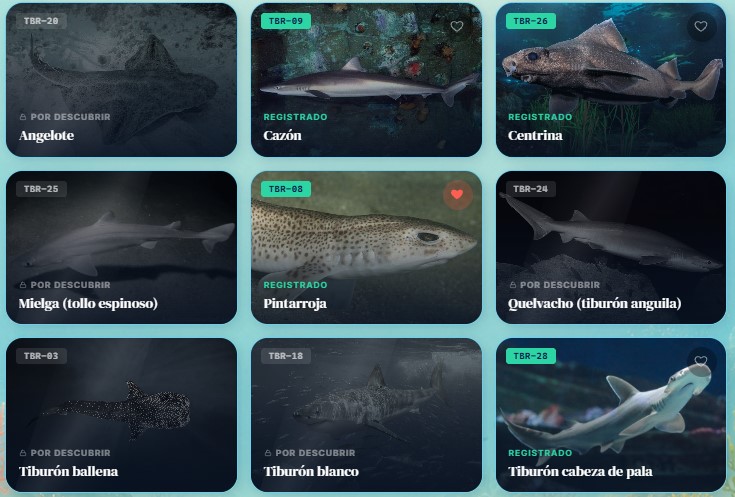 TBR-20
POR DESCUBRIR
Angelote
TBR-09
REGISTRADO
Cazón
TBR-26
REGISTRADO
Centrina
TBR-25
POR DESCUBRIR
Mielga (tollo espinoso)
TBR-08
REGISTRADO
Pintarroja
TBR-24
POR DESCUBRIR
Quelvacho (tiburón anguila)
TBR-03
POR DESCUBRIR
Tiburón ballena
TBR-18
POR DESCUBRIR
Tiburón blanco
TBR-28
REGISTRADO
Tiburón cabeza de pala